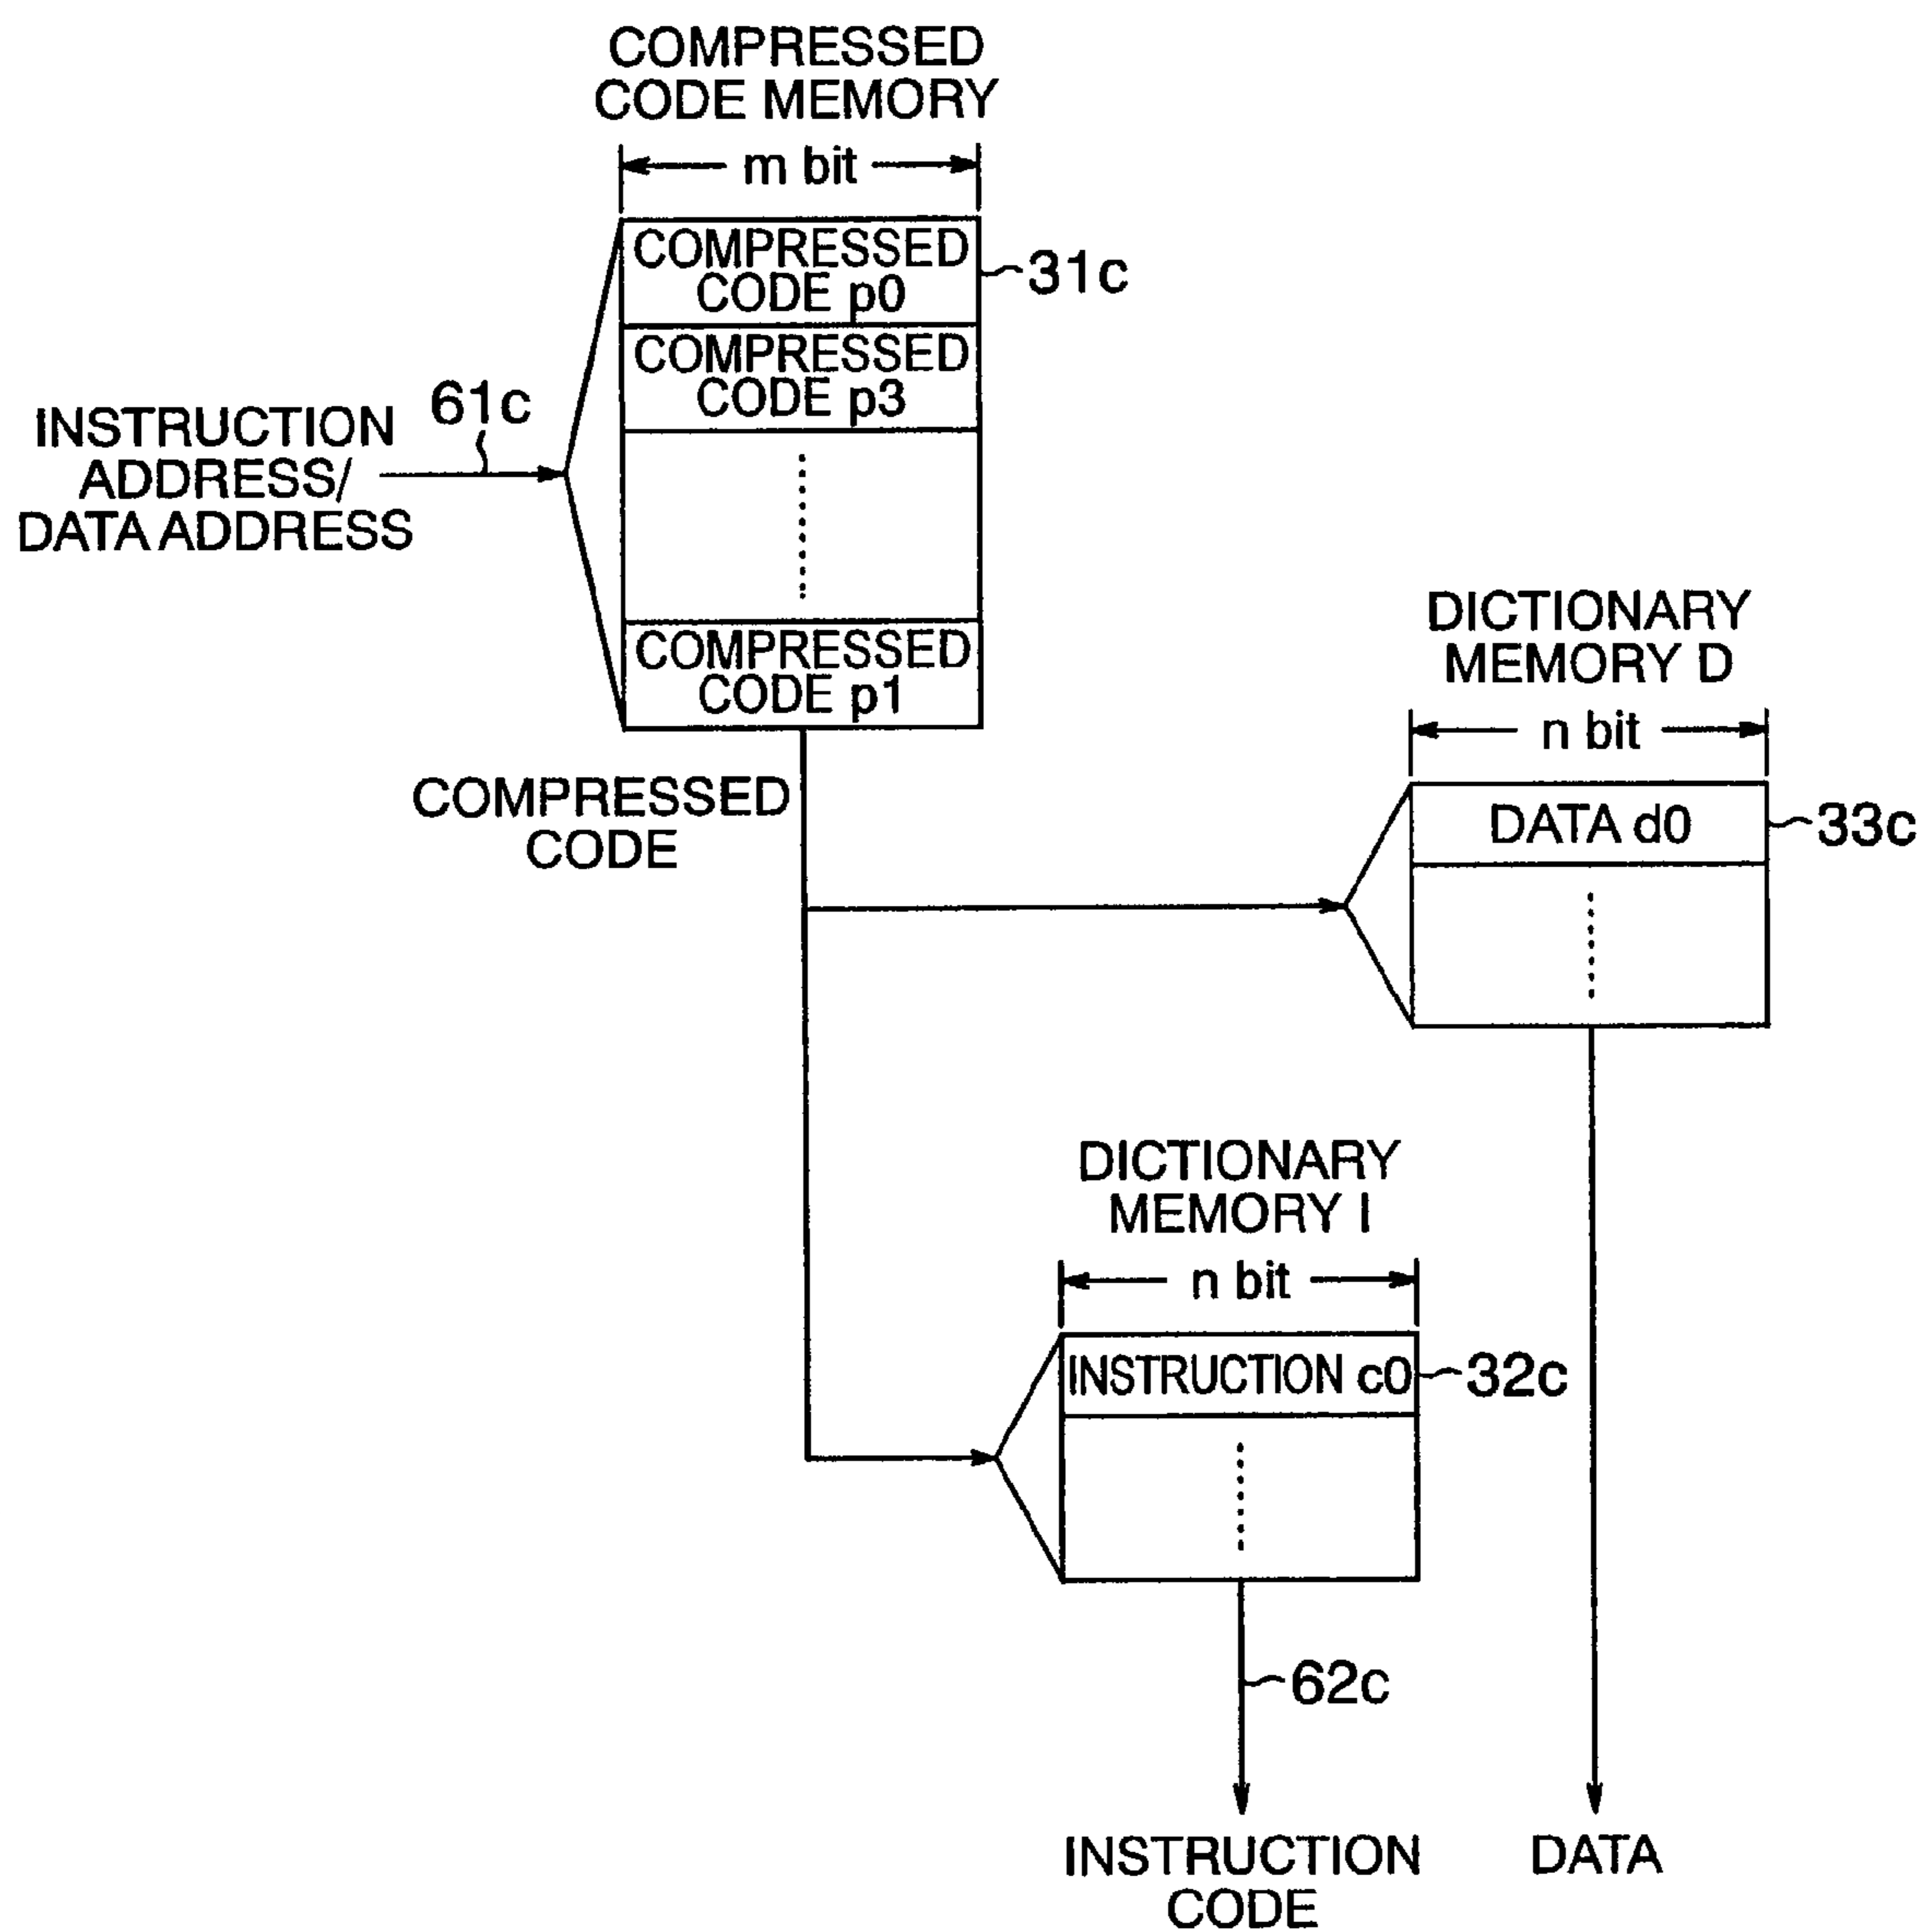 COMPRESSED
CODE MEMORY
m bit
COMPRESSED
CODE p0
31c
COMPRESSED
CODE p3
61c
INSTRUCTION
ADDRESS/
DATA ADDRESS
COMPRESSED
CODE p1
COMPRESSED
CODE
DICTIONARY
MEMORY D
n bit
DATA d0
33c
DICTIONARY
MEMORY I
n bit
INSTRUCTION c0
32c
62c
INSTRUCTION
CODE
DATA